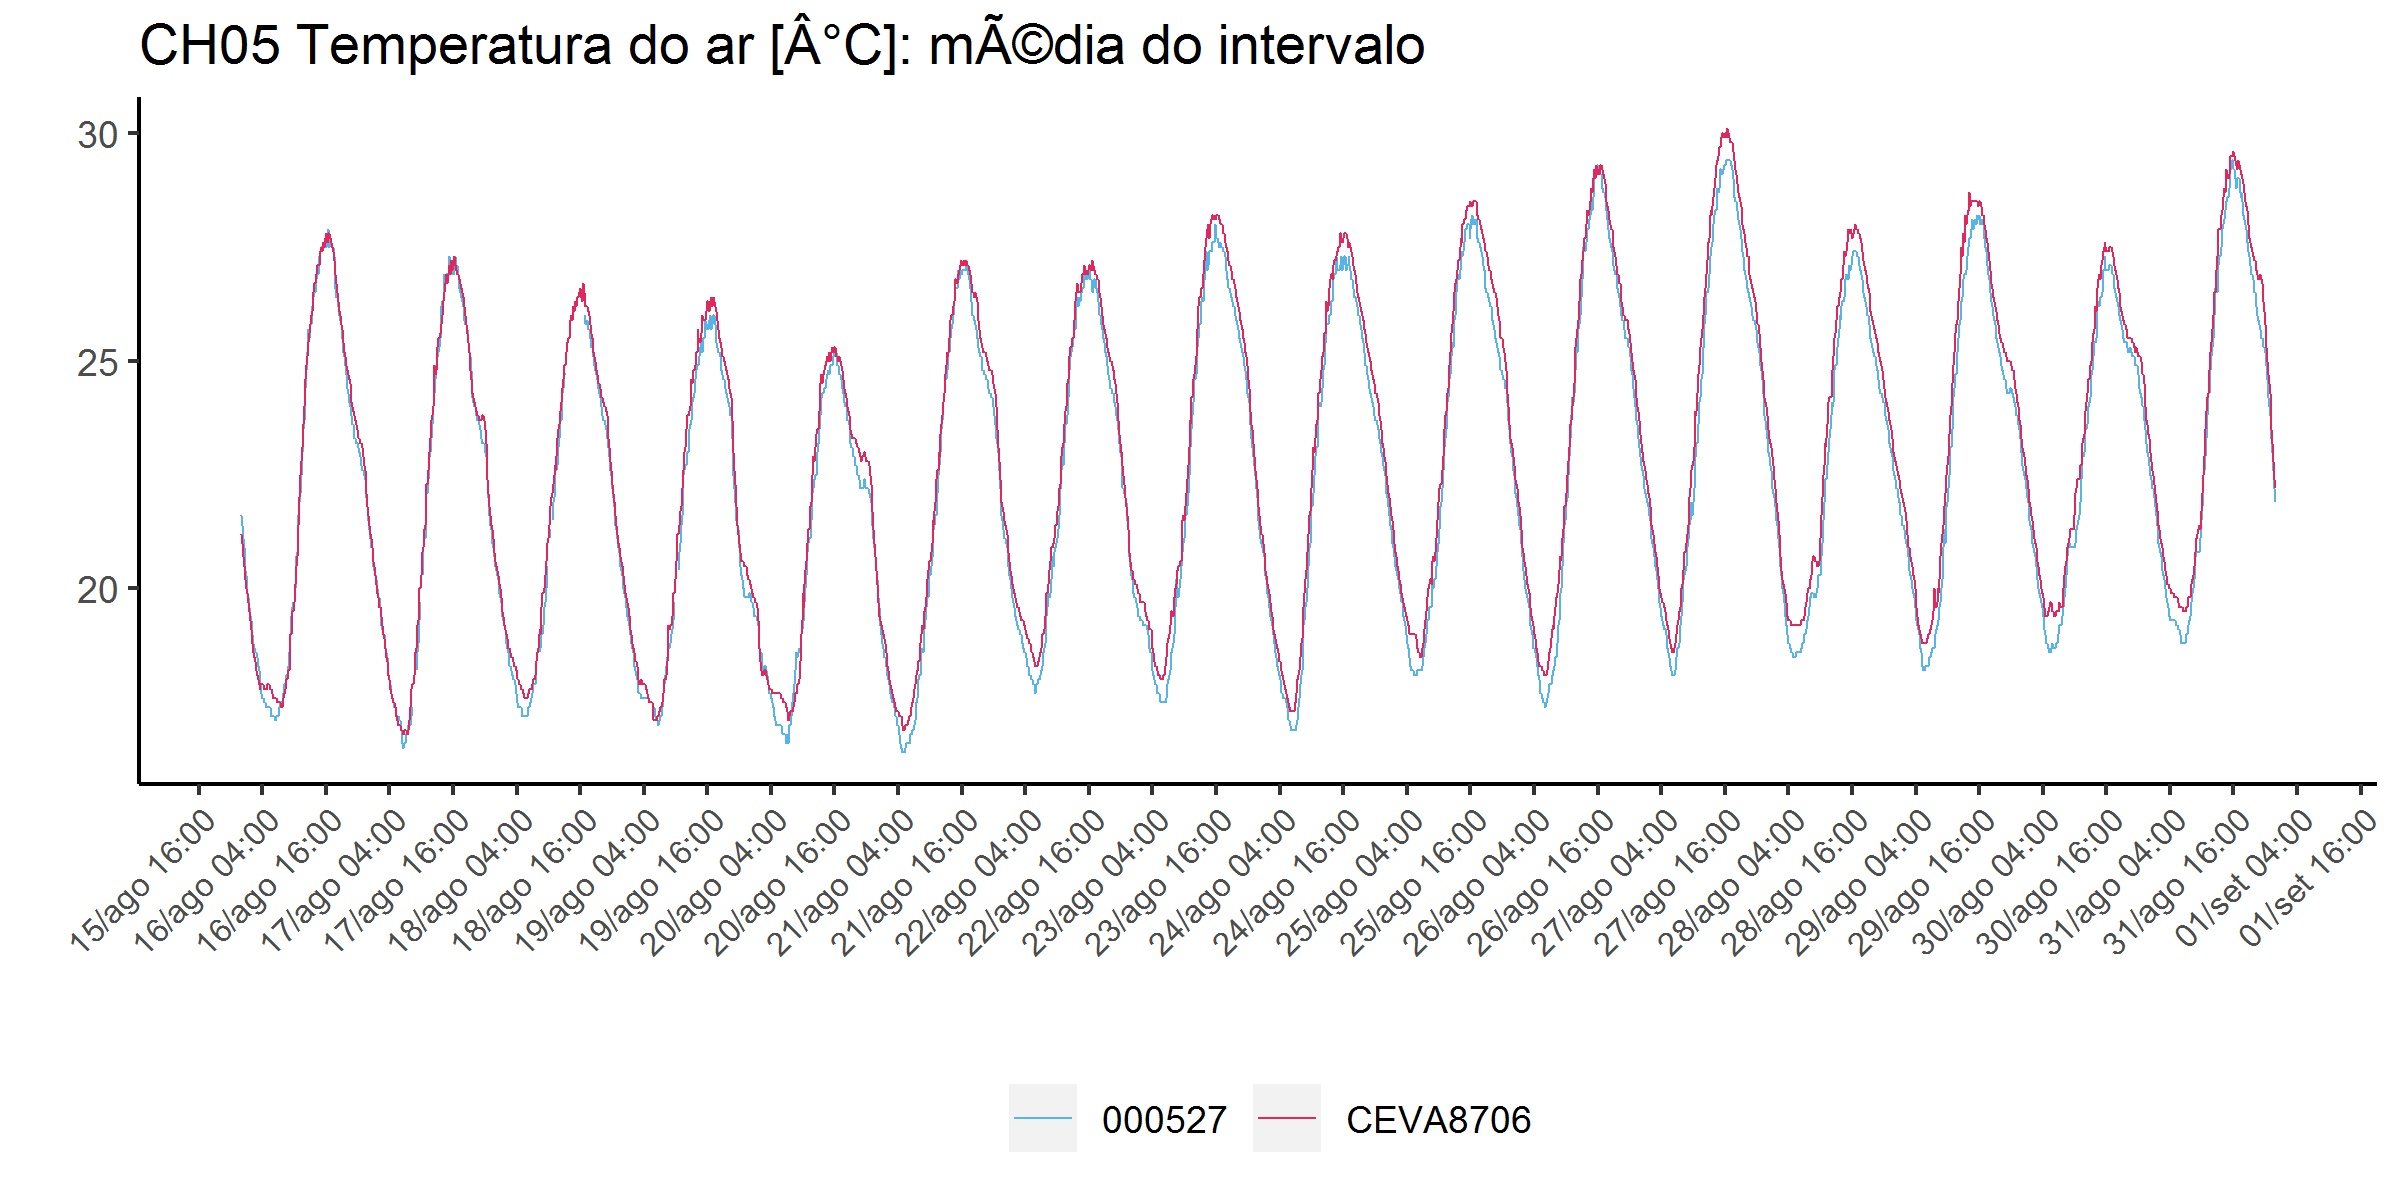 CH05 Temperatura do ar [Â°C]: mÃ©dia do intervalo
30
25
20
15/ago 16:00
16/ago 04:00
16/ago 16:00
17/ago 04:00
17/ago 16:00
18/ago 04:00
18/ago 16:00
19/ago 04:00
19/ago 16:00
20/ago 04:00
20/ago 16:00
21/ago 04:00
21/ago 16:00
22/ago 04:00
22/ago 16:00
23/ago 04:00
23/ago 16:00
24/ago 04:00
24/ago 16:00
25/ago 04:00
25/ago 16:00
26/ago 04:00
26/ago 16:00
27/ago 04:00
27/ago 16:00
28/ago 04:00
28/ago 16:00
29/ago 04:00
29/ago 16:00
30/ago 04:00
30/ago 16:00
31/ago 04:00
31/ago 16:00
01/set 04:00
01/set 16:00
000527
CEVA8706